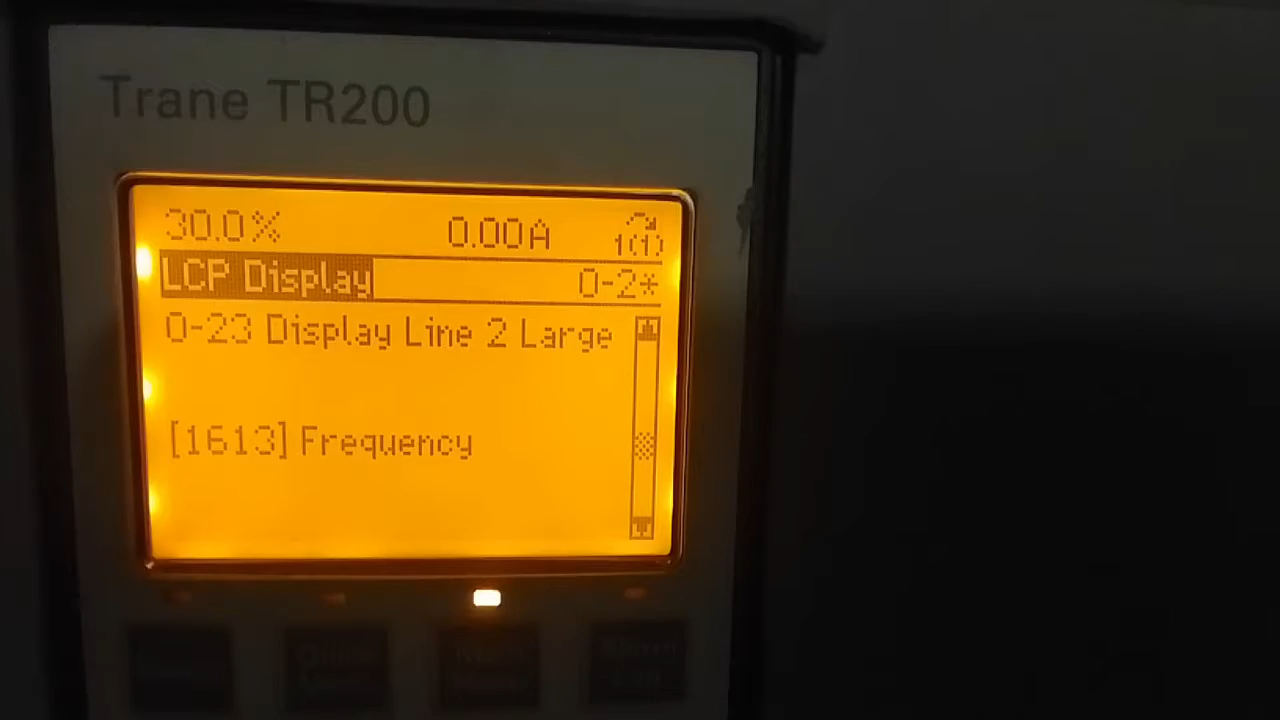 Trane TR200
30.0% 0.00A 1(1)
LCP Display 0-2*
0-23 Display Line 2 Large
[1613] Frequency